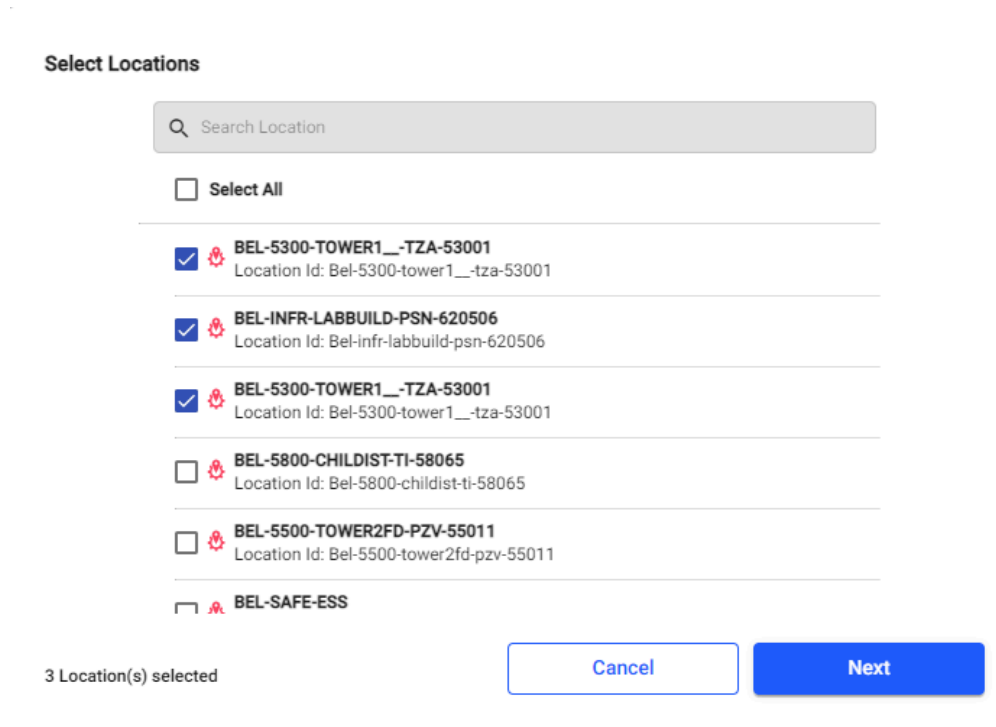 Select Locations
Search Location
Select All
BEL-5300-TOWER1__-TZA-53001
Location Id: Bel-5300-tower1__-tza-53001
BEL-INFR-LABBUILD-PSN-620506
Location Id: Bel-infr-labbuild-psn-620506
BEL-5300-TOWER1__-TZA-53001
Location Id: Bel-5300-tower1__-tza-53001
BEL-5800-CHILDIST-TI-58065
Location Id: Bel-5800-childist-ti-58065
BEL-5500-TOWER2FD-PZV-55011
Location Id: Bel-5500-tower2fd-pzv-55011
BEL-SAFE-ESS
3 Location(s) selected
Cancel
Next